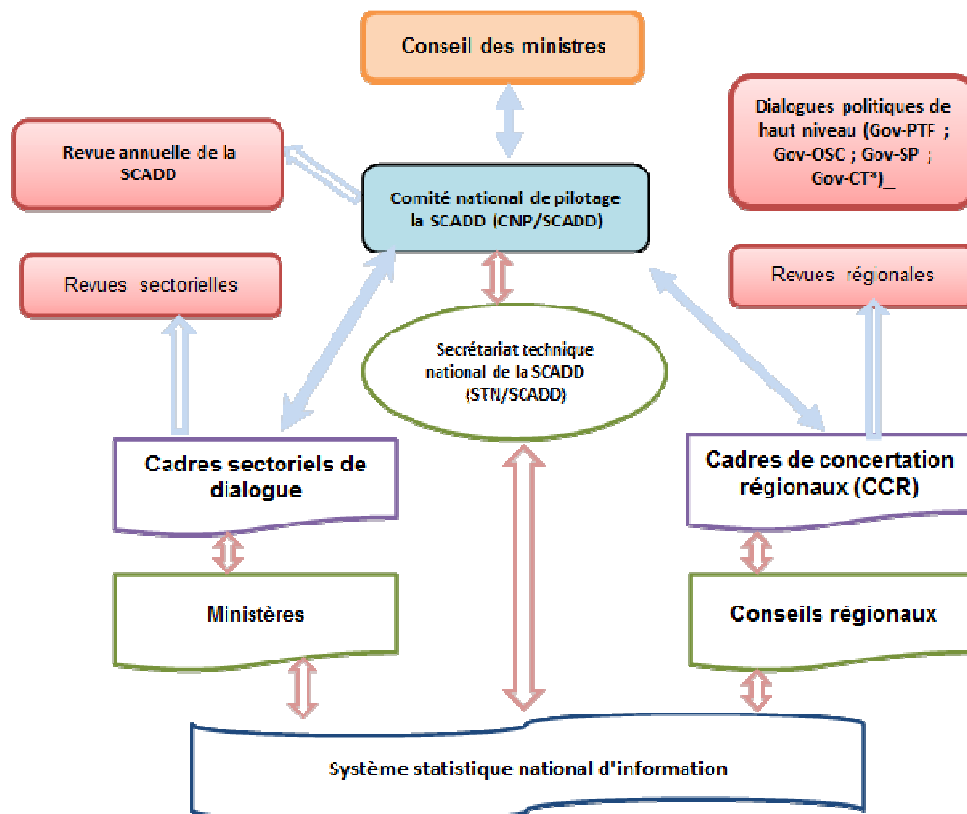 Conseil des ministres
Revue annuelle de la
SCADD
Dialogues politiques de
haut niveau (Gov-PTF ;
Gov-OSC ; Gov-SP ;
Gov-CT*)_
Comité national de pilotage
la SCADD (CNP/SCADD)
Revues sectorielles
Revues régionales
Secrétariat technique
national de la SCADD
(STN/SCADD)
Cadres sectoriels de
dialogue
Cadres de concertation
régionaux (CCR)
Ministères
Conseils régionaux
Système statistique national d'information